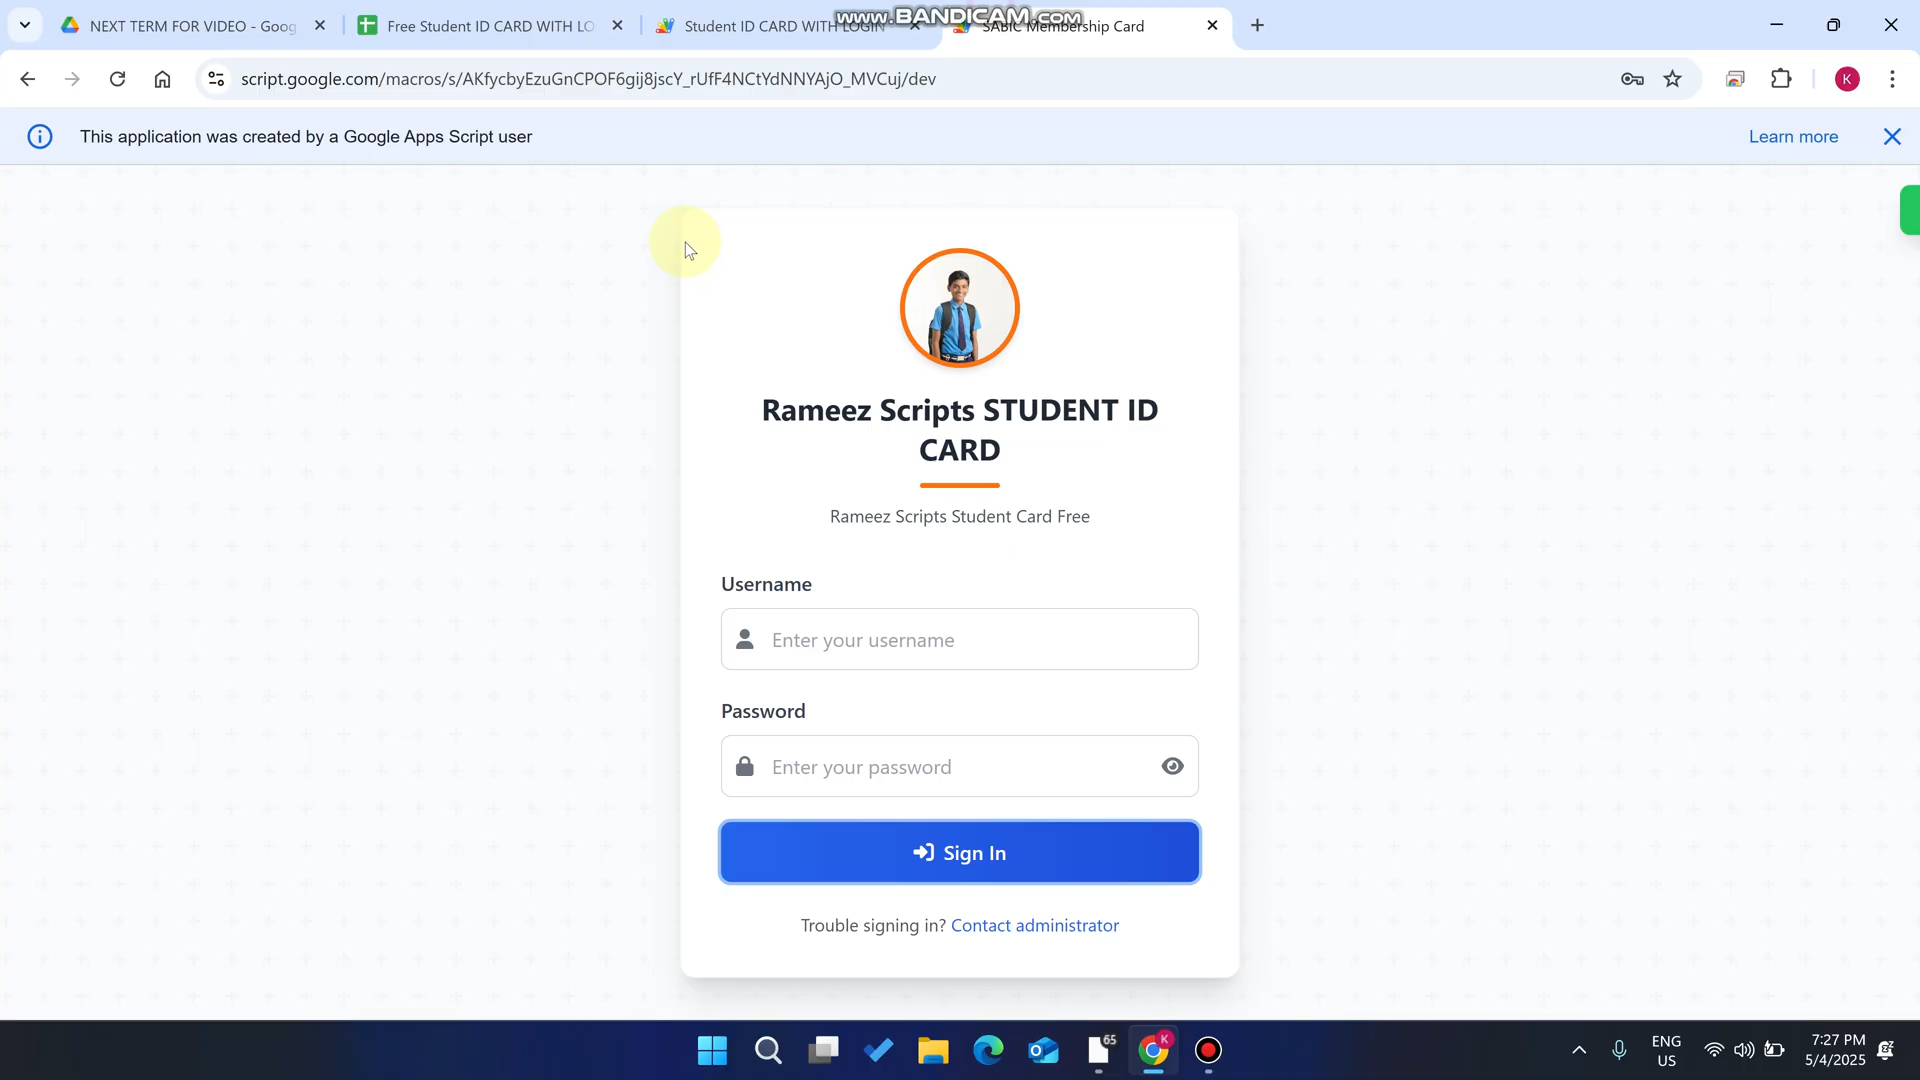 www.BANDICAM.com
NEXT TERM FOR VIDEO - Goog
Free Student ID CARD WITH LO
Student ID CARD WITH LOGIN
SABIC Membership Card
script.google.com/macros/s/AKfycbyEzuGnCPOF6gij8jscY_rUfF4NCtYdNNYAjO_MVCuj/dev
K
This application was created by a Google Apps Script user
Learn more
Rameez Scripts STUDENT ID
CARD
Rameez Scripts Student Card Free
Username
Enter your username
Password
Enter your password
Sign In
Trouble signing in? Contact administrator
65
K
ENG
US
7:27 PM
5/4/2025